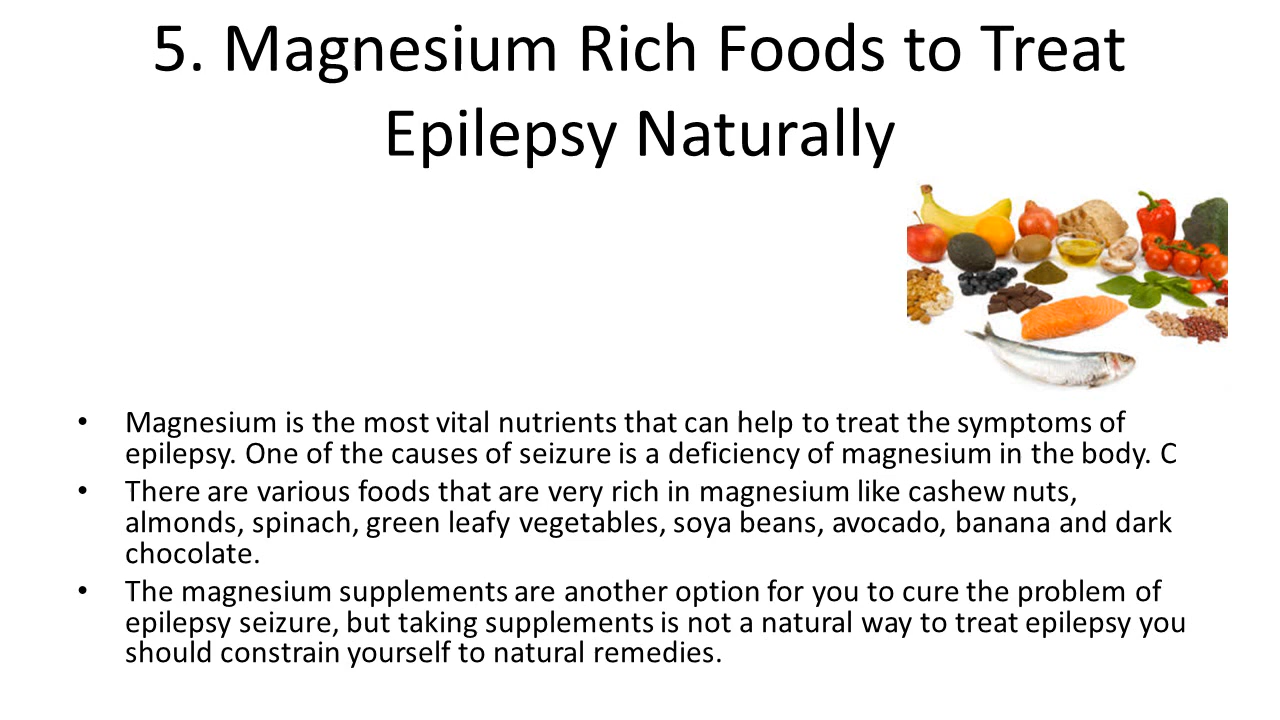 5. Magnesium Rich Foods to Treat
Epilepsy Naturally
• Magnesium is the most vital nutrients that can help to treat the symptoms of
epilepsy. One of the causes of seizure is a deficiency of magnesium in the body. C
• There are various foods that are very rich in magnesium like cashew nuts,
almonds, spinach, green leafy vegetables, soya beans, avocado, banana and dark
chocolate.
• The magnesium supplements are another option for you to cure the problem of
epilepsy seizure, but taking supplements is not a natural way to treat epilepsy you
should constrain yourself to natural remedies.